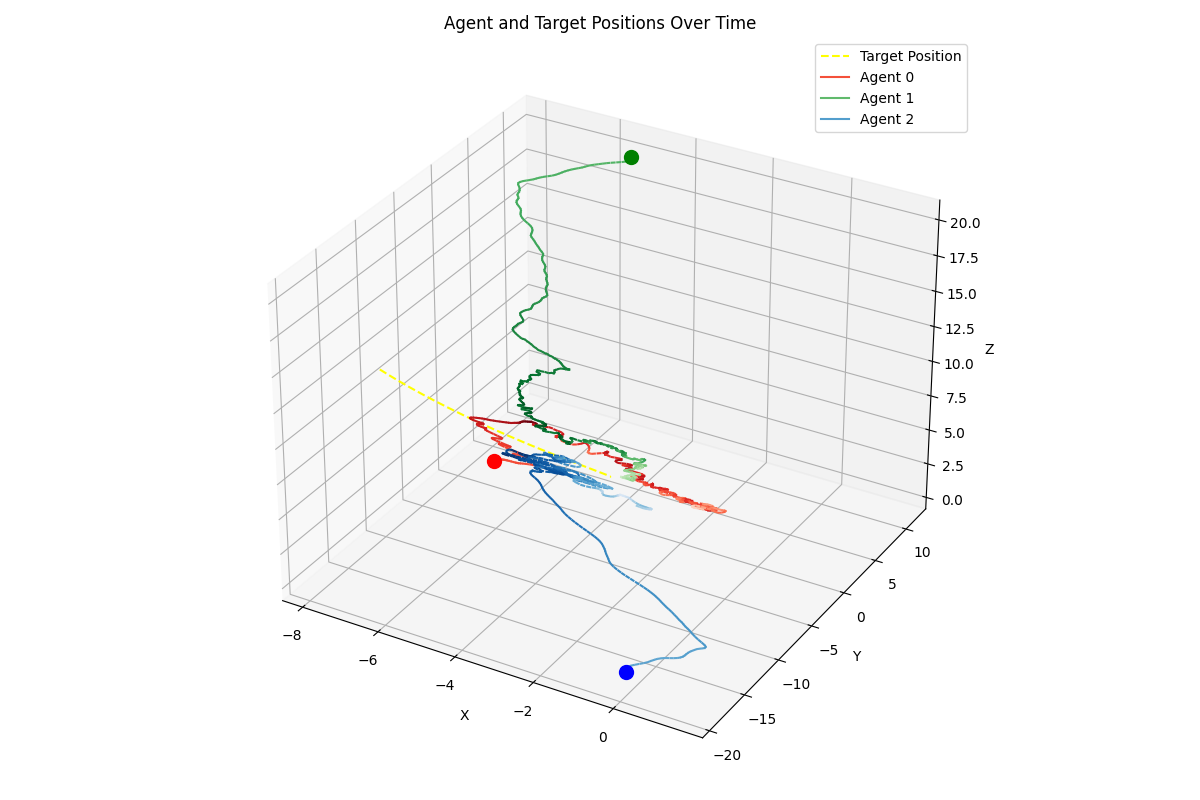 Agent and Target Positions Over Time
Target Position
Agent 0
Agent 1
Agent 2
20.0
17.5
15.0
12.5
10.0
7.5
5.0
2.5
0.0
Z
10
5
0
−5
−10
−15
−20
Y
−8
−6
−4
−2
0
X